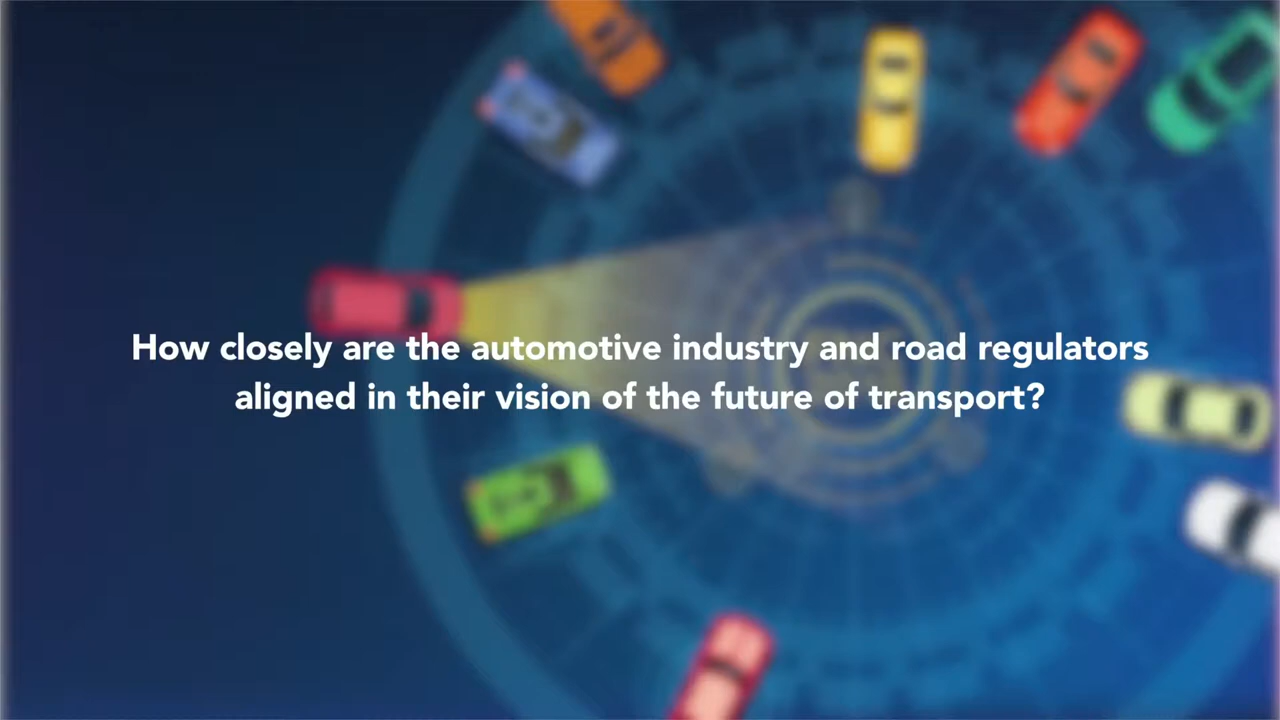 How closely are the automotive industry and road regulators
aligned in their vision of the future of transport?